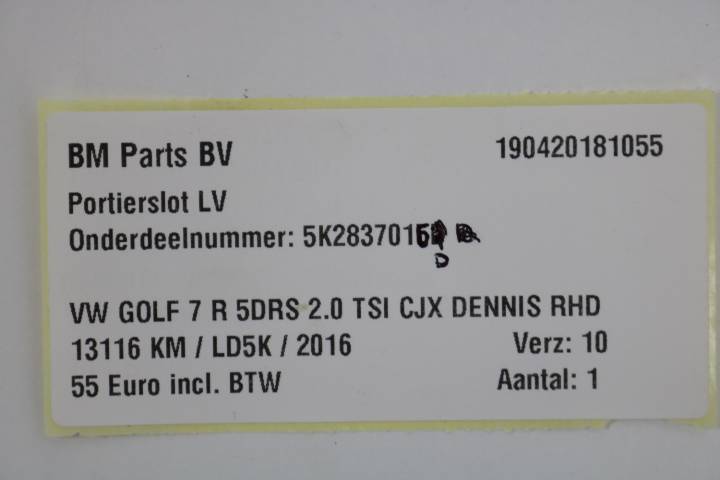 BM Parts BV 190420181055
Portierslot LV
Onderdeelnummer: 5K2837015
D
VW GOLF 7 R 5DRS 2.0 TSI CJX DENNIS RHD
13116 KM / LD5K / 2016 Verz: 10
55 Euro incl. BTW Aantal: 1